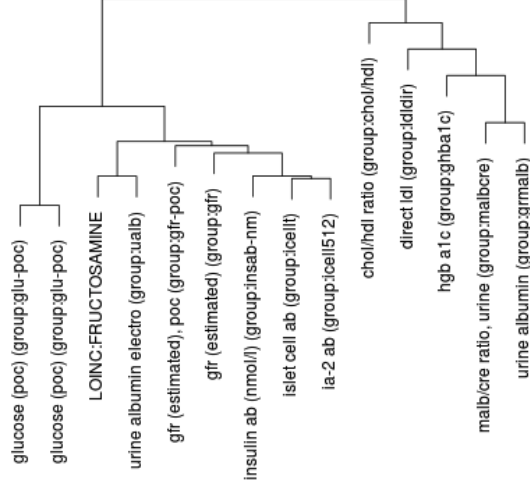 glucose (poc) (group:glu-poc)
glucose (poc) (group:glu-poc)
LOINC:FRUCTOSAMINE
urine albumin electro (group:ualb)
gfr (estimated), poc (group:gfr-poc)
gfr (estimated) (group:gfr)
insulin ab (nmol/l) (group:insab-nm)
islet cell ab (group:icellt)
ia-2 ab (group:icell512)
chol/hdl ratio (group:chol/hdl)
direct ldl (group:ldldir)
hgb a1c (group:ghba1c)
malb/cre ratio, urine (group:malbcre)
urine albumin (group:grmalb)